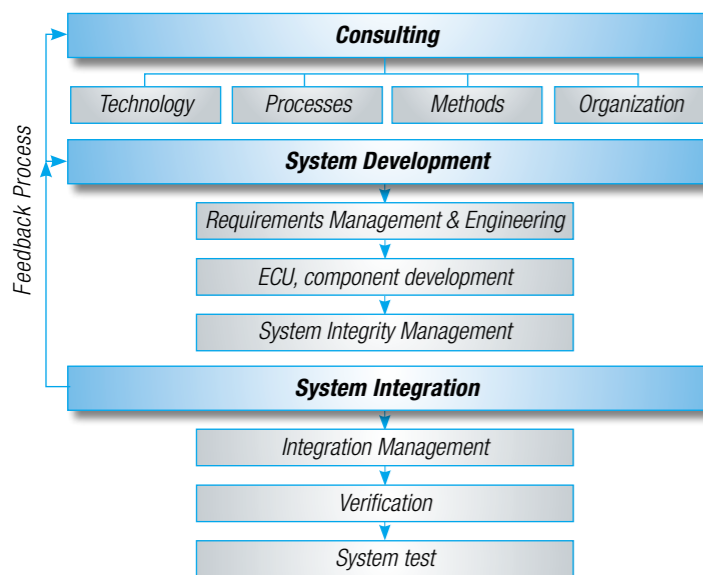 Consulting
Technology
Processes
Methods
Organization
Feedback Process
System Development
Requirements Management & Engineering
ECU, component development
System Integrity Management
System Integration
Integration Management
Verification
System test